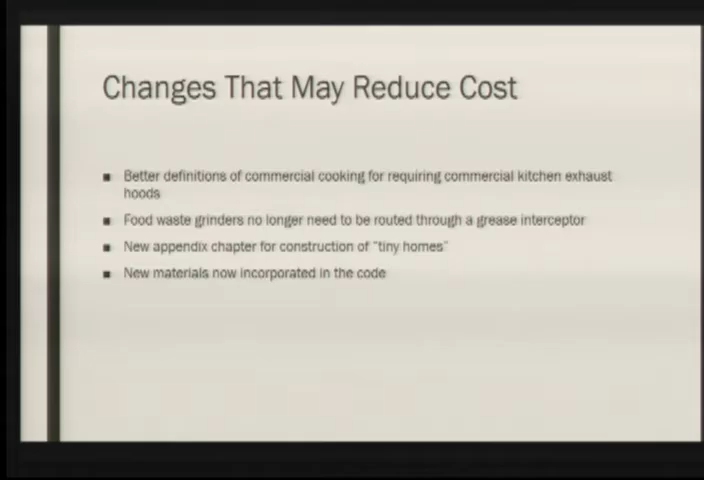 Changes That May Reduce Cost
■ Better definitions of commercial cooking for requiring commercial kitchen exhaust
hoods
■ Food waste grinders no longer need to be routed through a grease interceptor
■ New appendix chapter for construction of "tiny homes"
■ New materials now incorporated in the code